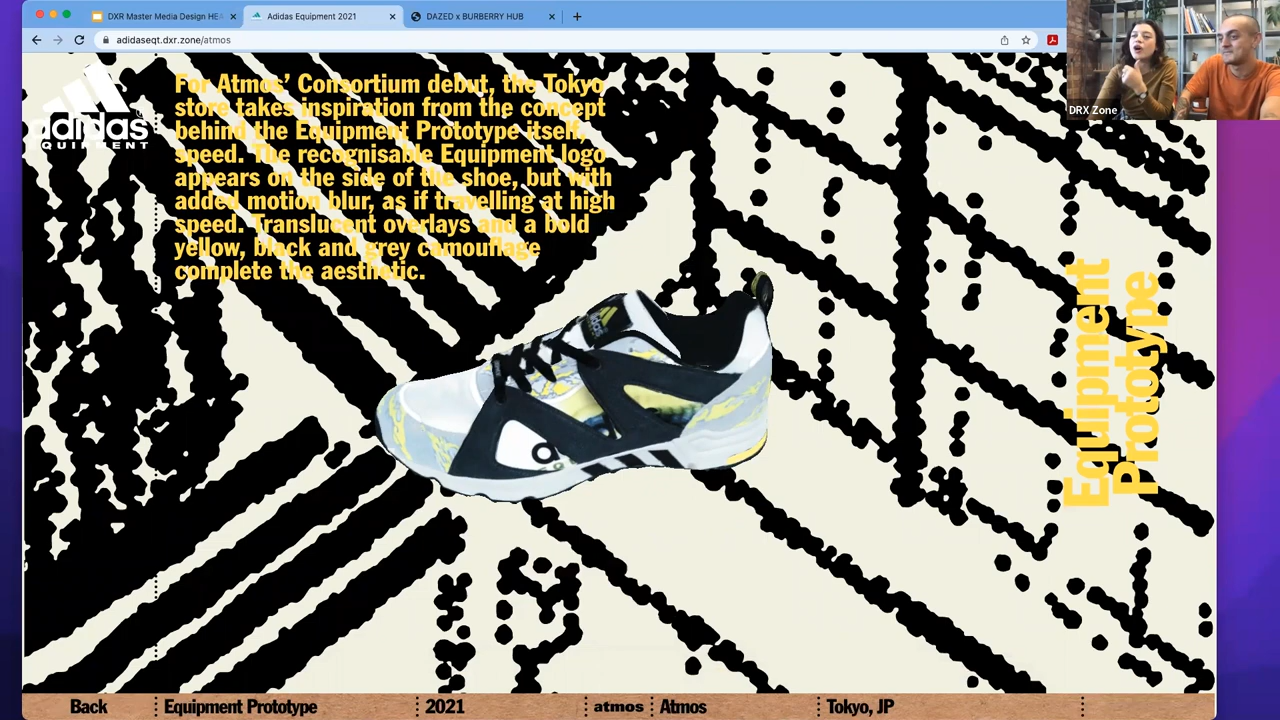 DXR Master Media Design HEA
Adidas Equipment 2021
DAZED x BURBERRY HUB
adidaseqt.dxr.zone/atmos
DRX Zone
adidas
EQUIPMENT
For Atmos’ Consortium debut, the Tokyo
store takes inspiration from the concept
behind the Equipment Prototype itself,
speed. The recognisable Equipment logo
appears on the side of the shoe, but with
added motion blur, as if travelling at high
speed. Translucent overlays and a bold
yellow, black and grey camouflage
complete the aesthetic.
adidas
Equipment
Prototype
Back
Equipment Prototype
2021
atmos
Atmos
Tokyo, JP